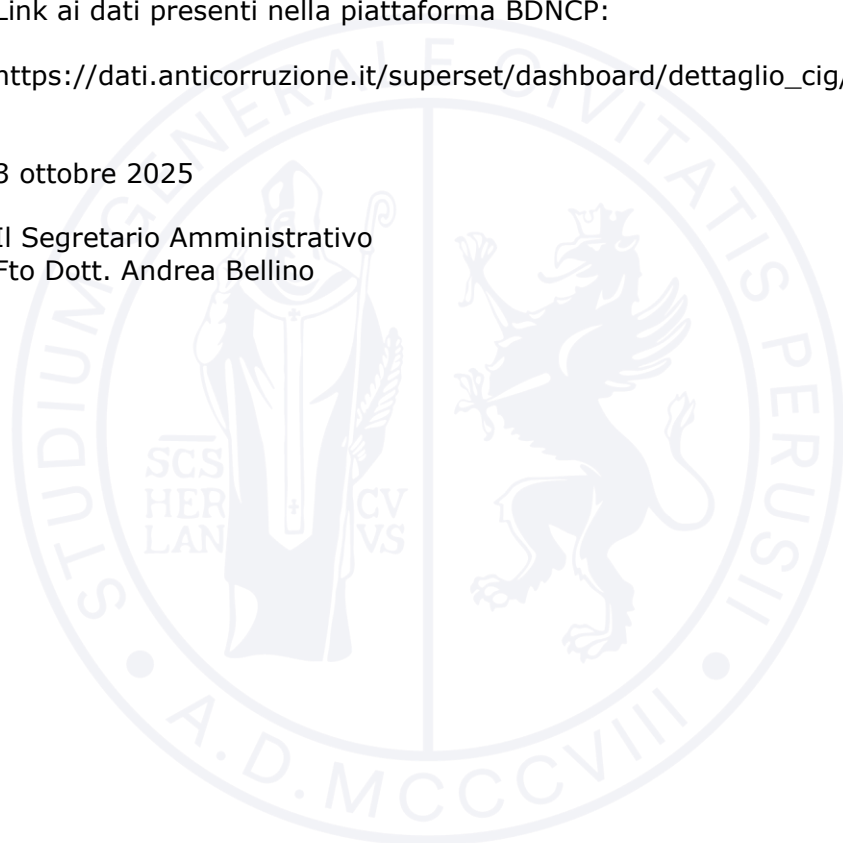 Link ai dati presenti nella piattaforma BDNCP:
https://dati.anticorruzione.it/superset/dashboard/dettaglio_cig/
3 ottobre 2025
Il Segretario Amministrativo
Fto Dott. Andrea Bellino
STUDIUM GENERALE CIVITATIS PERUSII
SCS
HER CV
LAN VS
• A.D. MCCCVIII •